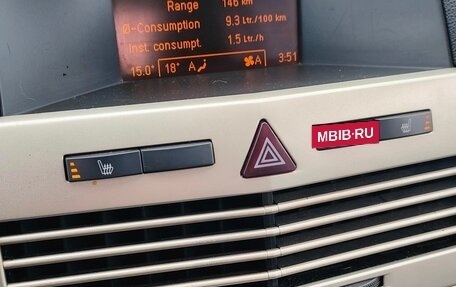 Range 146 km
Ø-Consumption 9.3 Ltr./100 km
Inst. consumpt. 1.5 Ltr./h
15.0° 18° A A 3:51
MBIB·RU